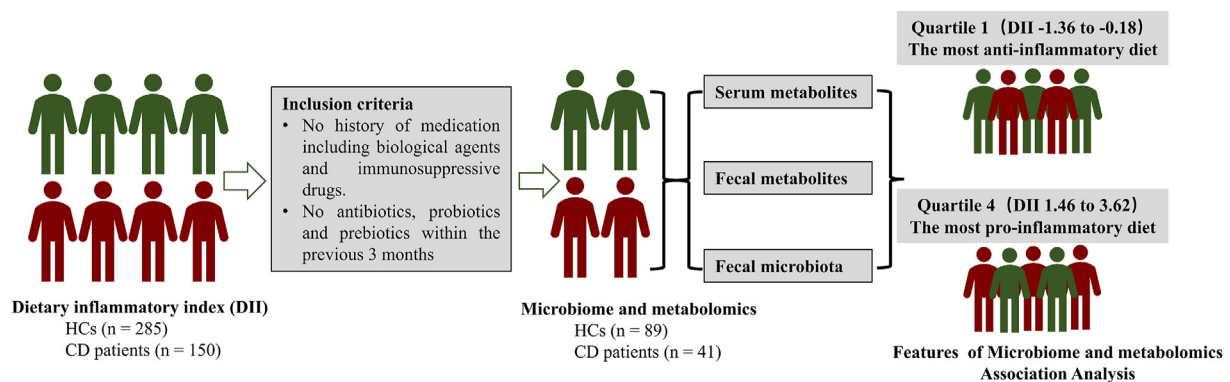 Dietary inflammatory index (DII)
HCs (n = 285)
CD patients (n = 150)
Inclusion criteria
• No history of medication
including biological agents
and immunosuppressive
drugs.
• No antibiotics, probiotics
and prebiotics within the
previous 3 months
Microbiome and metabolomics
HCs (n = 89)
CD patients (n = 41)
Serum metabolites
Fecal metabolites
Fecal microbiota
Quartile 1（DII -1.36 to -0.18）
The most anti-inflammatory diet
Quartile 4（DII 1.46 to 3.62）
The most pro-inflammatory diet
Features of Microbiome and metabolomics
Association Analysis